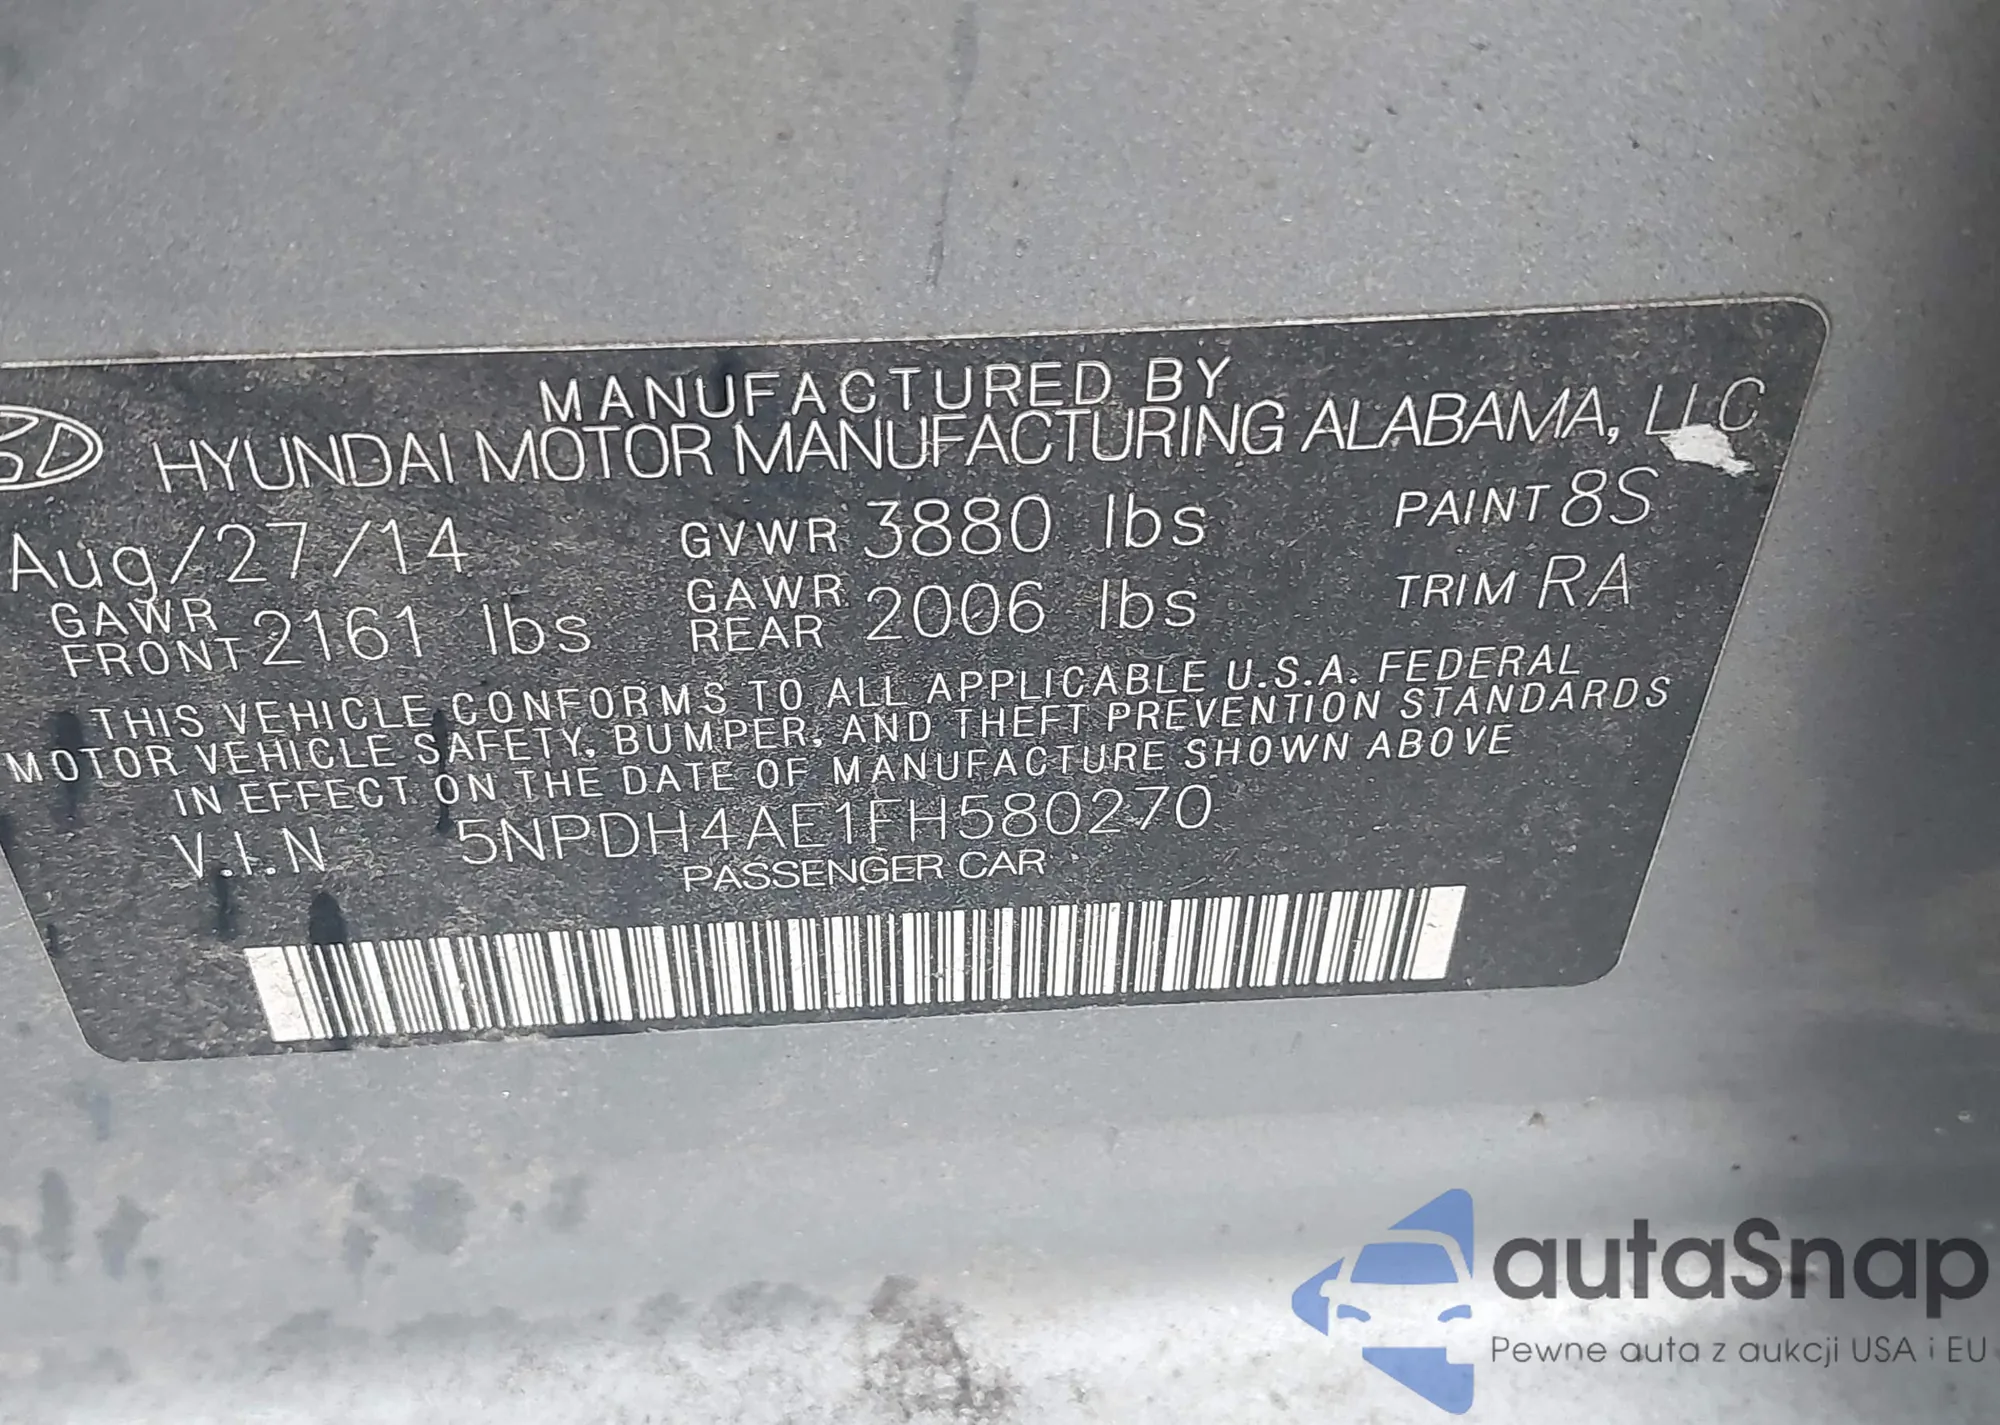 MANUFACTURED BY
HYUNDAI MOTOR MANUFACTURING ALABAMA, LLC
Aug/27/14 GVWR 3880 lbs PAINT 8S
GAWR FRONT 2161 lbs GAWR REAR 2006 lbs TRIM RA
THIS VEHICLE CONFORMS TO ALL APPLICABLE U.S.A. FEDERAL
MOTOR VEHICLE SAFETY, BUMPER, AND THEFT PREVENTION STANDARDS
IN EFFECT ON THE DATE OF MANUFACTURE SHOWN ABOVE
V.I.N 5NPDH4AE1FH580270
PASSENGER CAR
autaSnap
Pewne auta z aukcji USA i EU